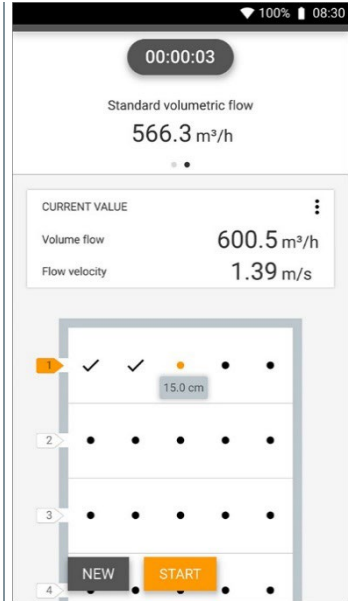 100% 08:30
00:00:03
Standard volumetric flow
566.3 m³/h
CURRENT VALUE
Volume flow 600.5 m³/h
Flow velocity 1.39 m/s
1
15.0 cm
2
3
NEW START
4